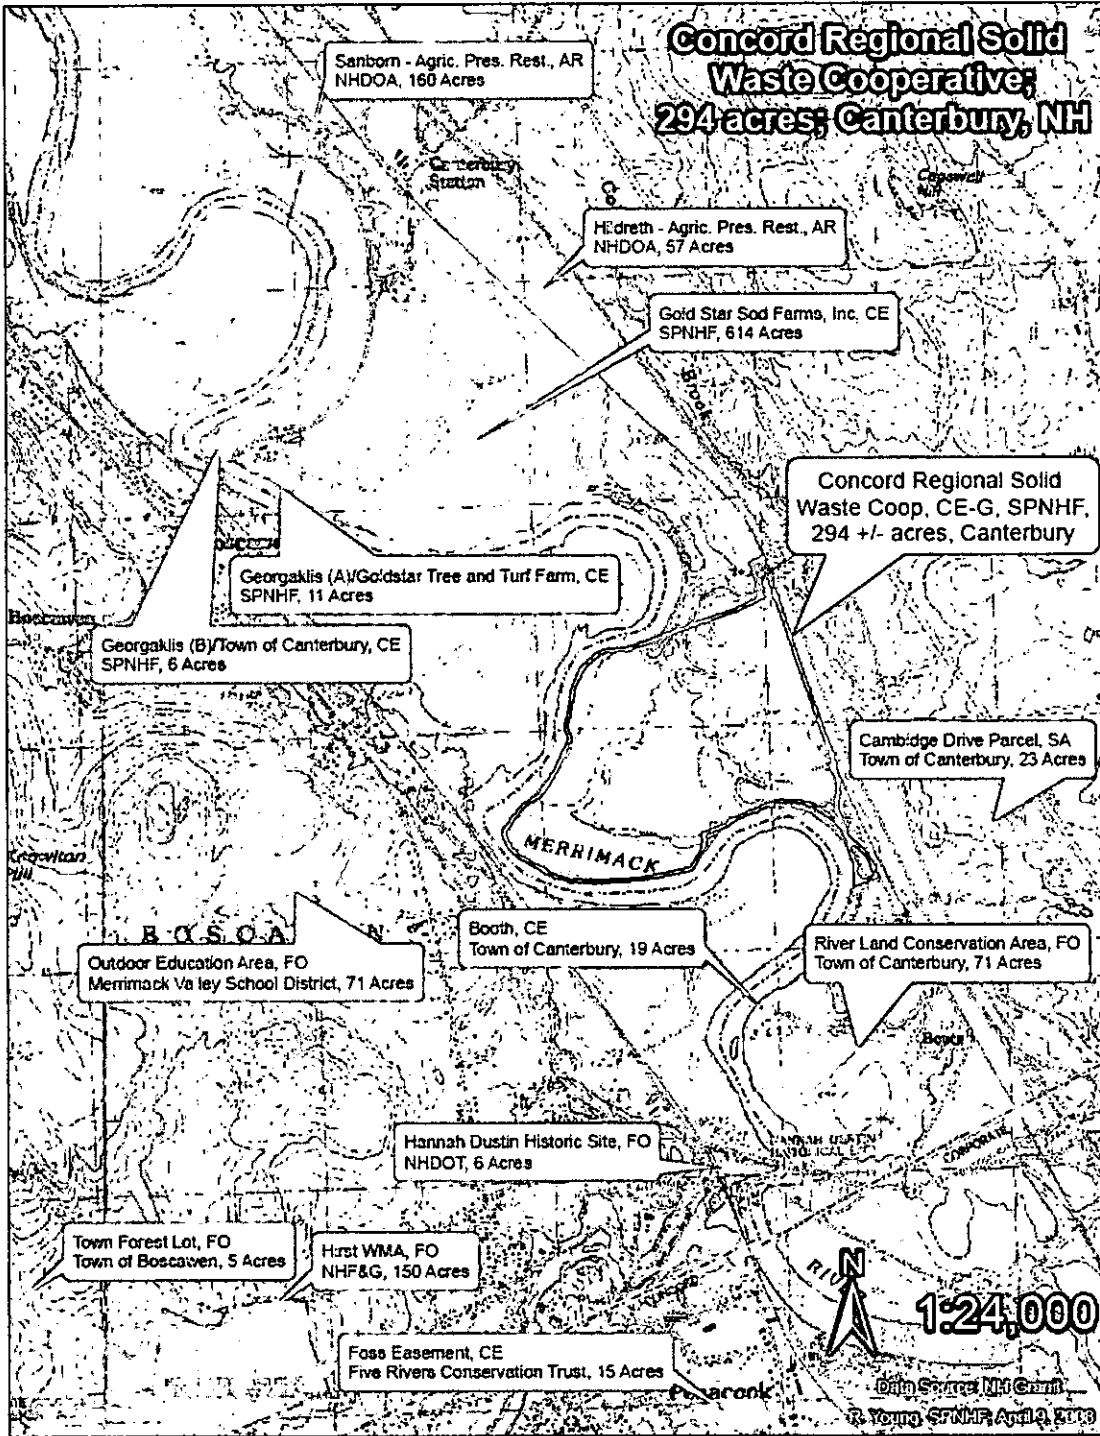 Concord Regional Solid
Waste Cooperative;
294 acres; Canterbury, NH
Sanborn - Agric. Pres. Rest., AR
NHDOA, 160 Acres
Station
Hildreth - Agric. Pres. Rest., AR
NHDOA, 57 Acres
Gold Star Sod Farms, Inc, CE
SPNHF, 614 Acres
Brook
Concord Regional Solid
Waste Coop, CE-G, SPNHF,
294 +/- acres, Canterbury
Georgaklis (A)/Goldstar Tree and Turf Farm, CE
SPNHF, 11 Acres
Boscawen
Georgaklis (B)/Town of Canterbury, CE
SPNHF, 6 Acres
Cambidge Drive Parcel, SA
Town of Canterbury, 23 Acres
MERRIMACK
Booth, CE
Town of Canterbury, 19 Acres
River Land Conservation Area, FO
Town of Canterbury, 71 Acres
Outdoor Education Area, FO
Merrimack Valley School District, 71 Acres
Hannah Dustin Historic Site, FO
NHDOT, 6 Acres
CORPORATE
Town Forest Lot, FO
Town of Boscawen, 5 Acres
Hirst WMA, FO
NHF&G, 150 Acres
N
1:24,000
Foss Easement, CE
Five Rivers Conservation Trust, 15 Acres
Penacook
Data Source: NH Granit
R. Young, SPNHF, April 9, 2008